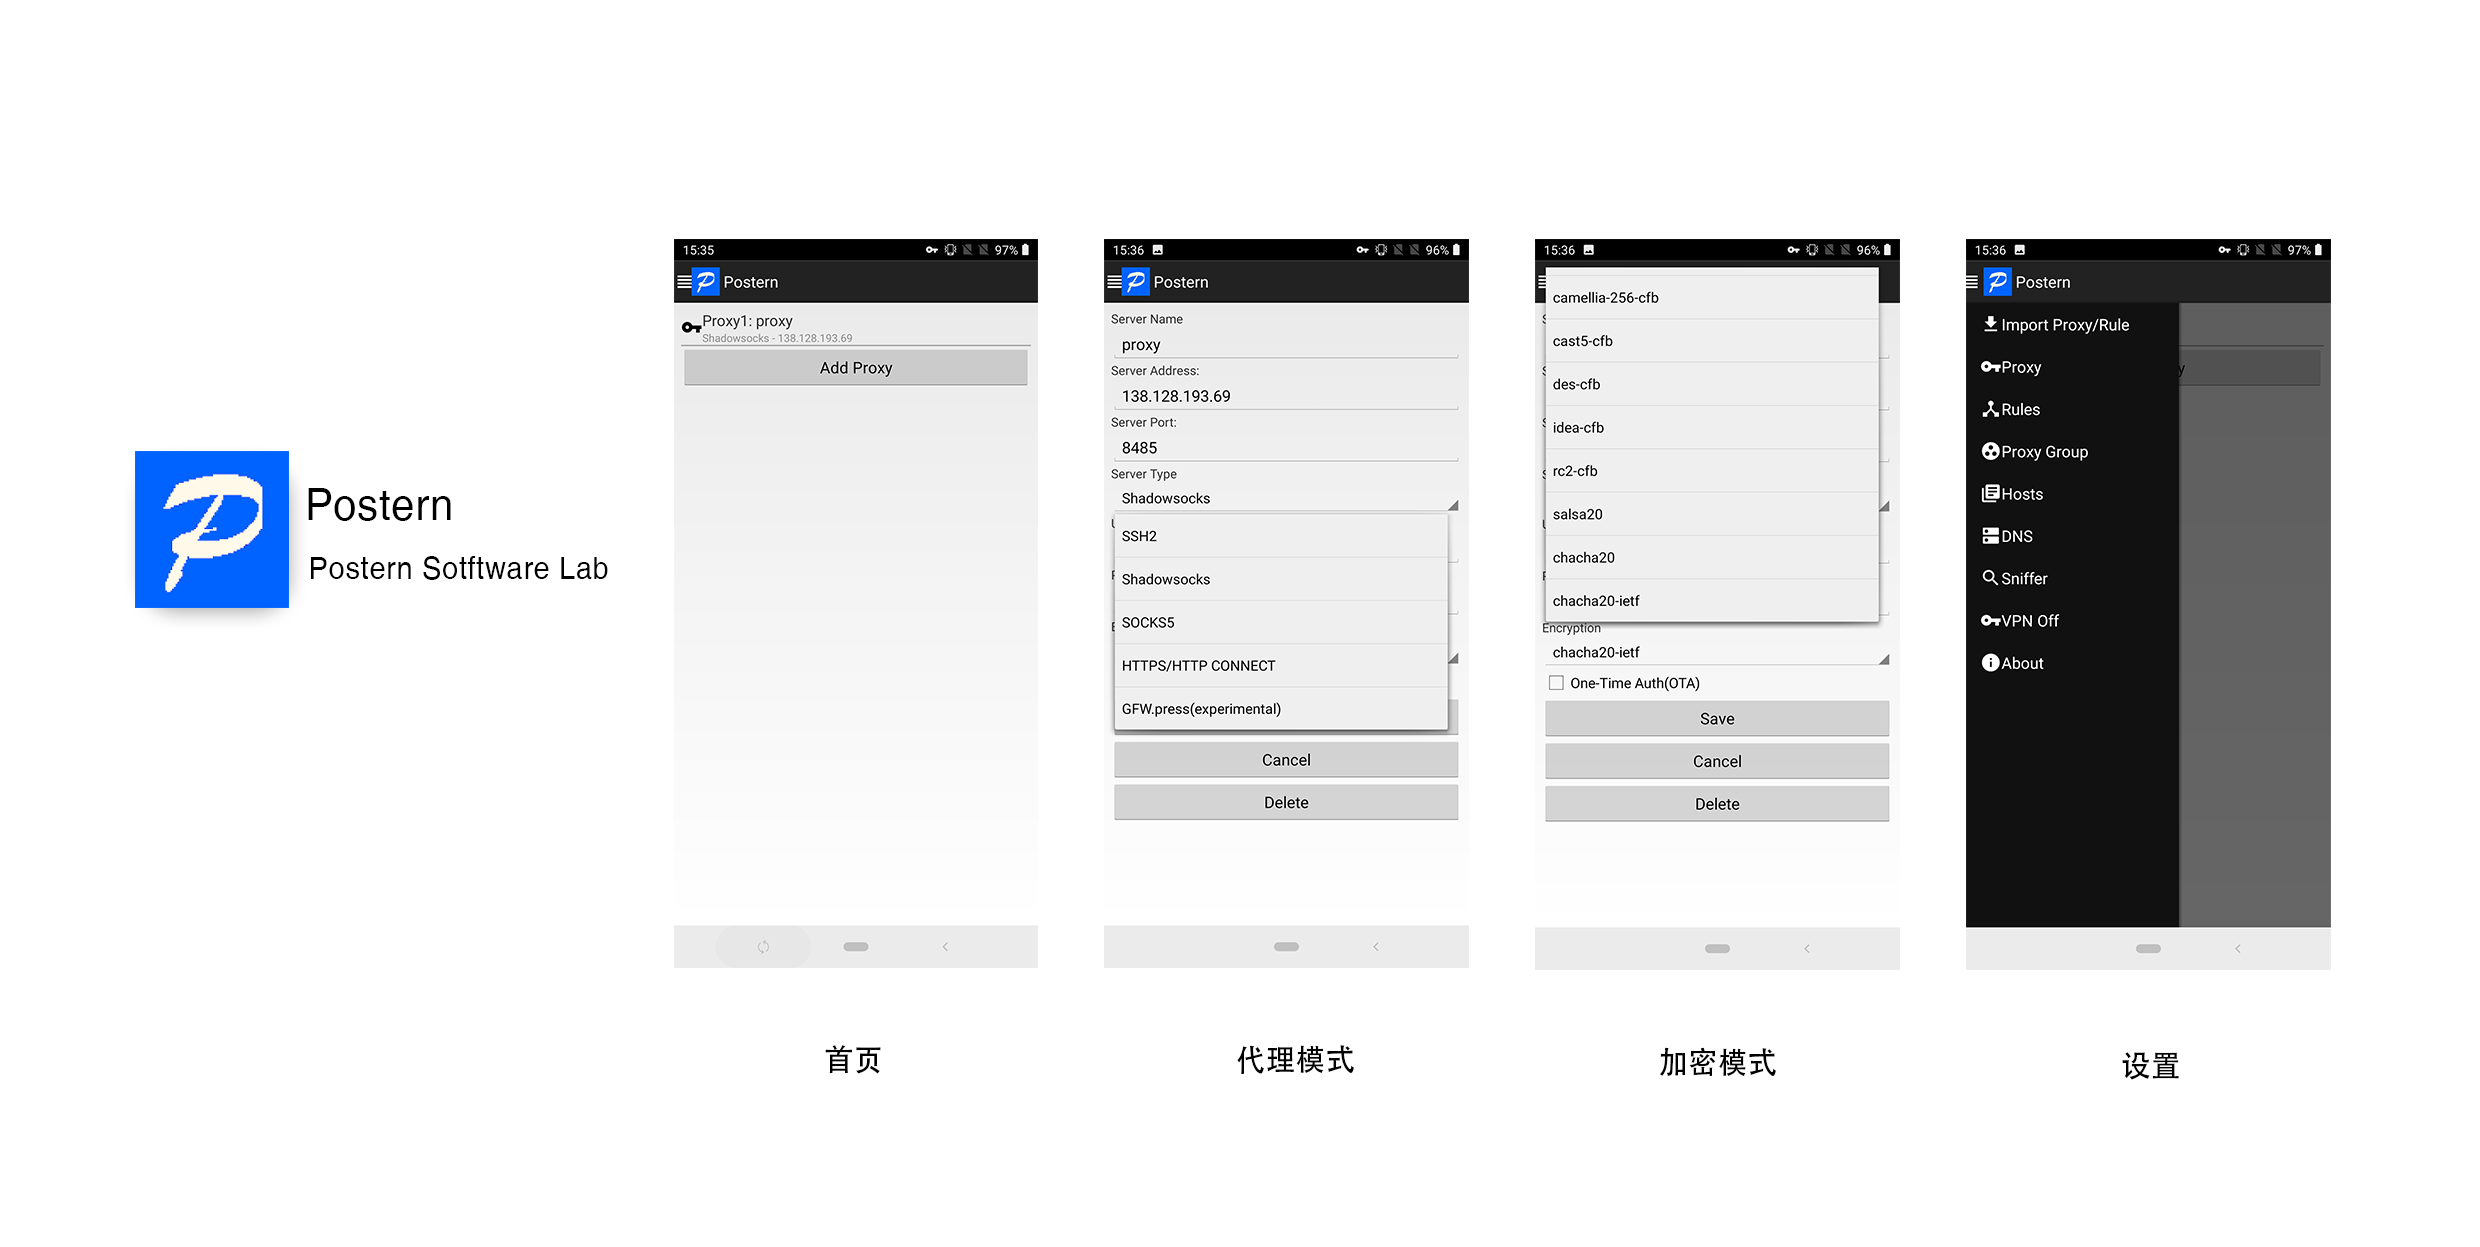 Postern
Postern Sotftware Lab
15:35
97%
Postern
Proxy1: proxy
Shadowsocks - 138.128.193.69
Add Proxy
首页
15:36
96%
Postern
Server Name
proxy
Server Address:
138.128.193.69
Server Port:
8485
Server Type
Shadowsocks
SSH2
Shadowsocks
SOCKS5
HTTPS/HTTP CONNECT
GFW.press(experimental)
Cancel
Delete
代理模式
15:36
96%
camellia-256-cfb
cast5-cfb
des-cfb
idea-cfb
rc2-cfb
salsa20
chacha20
chacha20-ietf
Encryption
chacha20-ietf
One-Time Auth(OTA)
Save
Cancel
Delete
加密模式
15:36
97%
Postern
Import Proxy/Rule
Proxy
Rules
Proxy Group
Hosts
DNS
Sniffer
VPN Off
About
设置